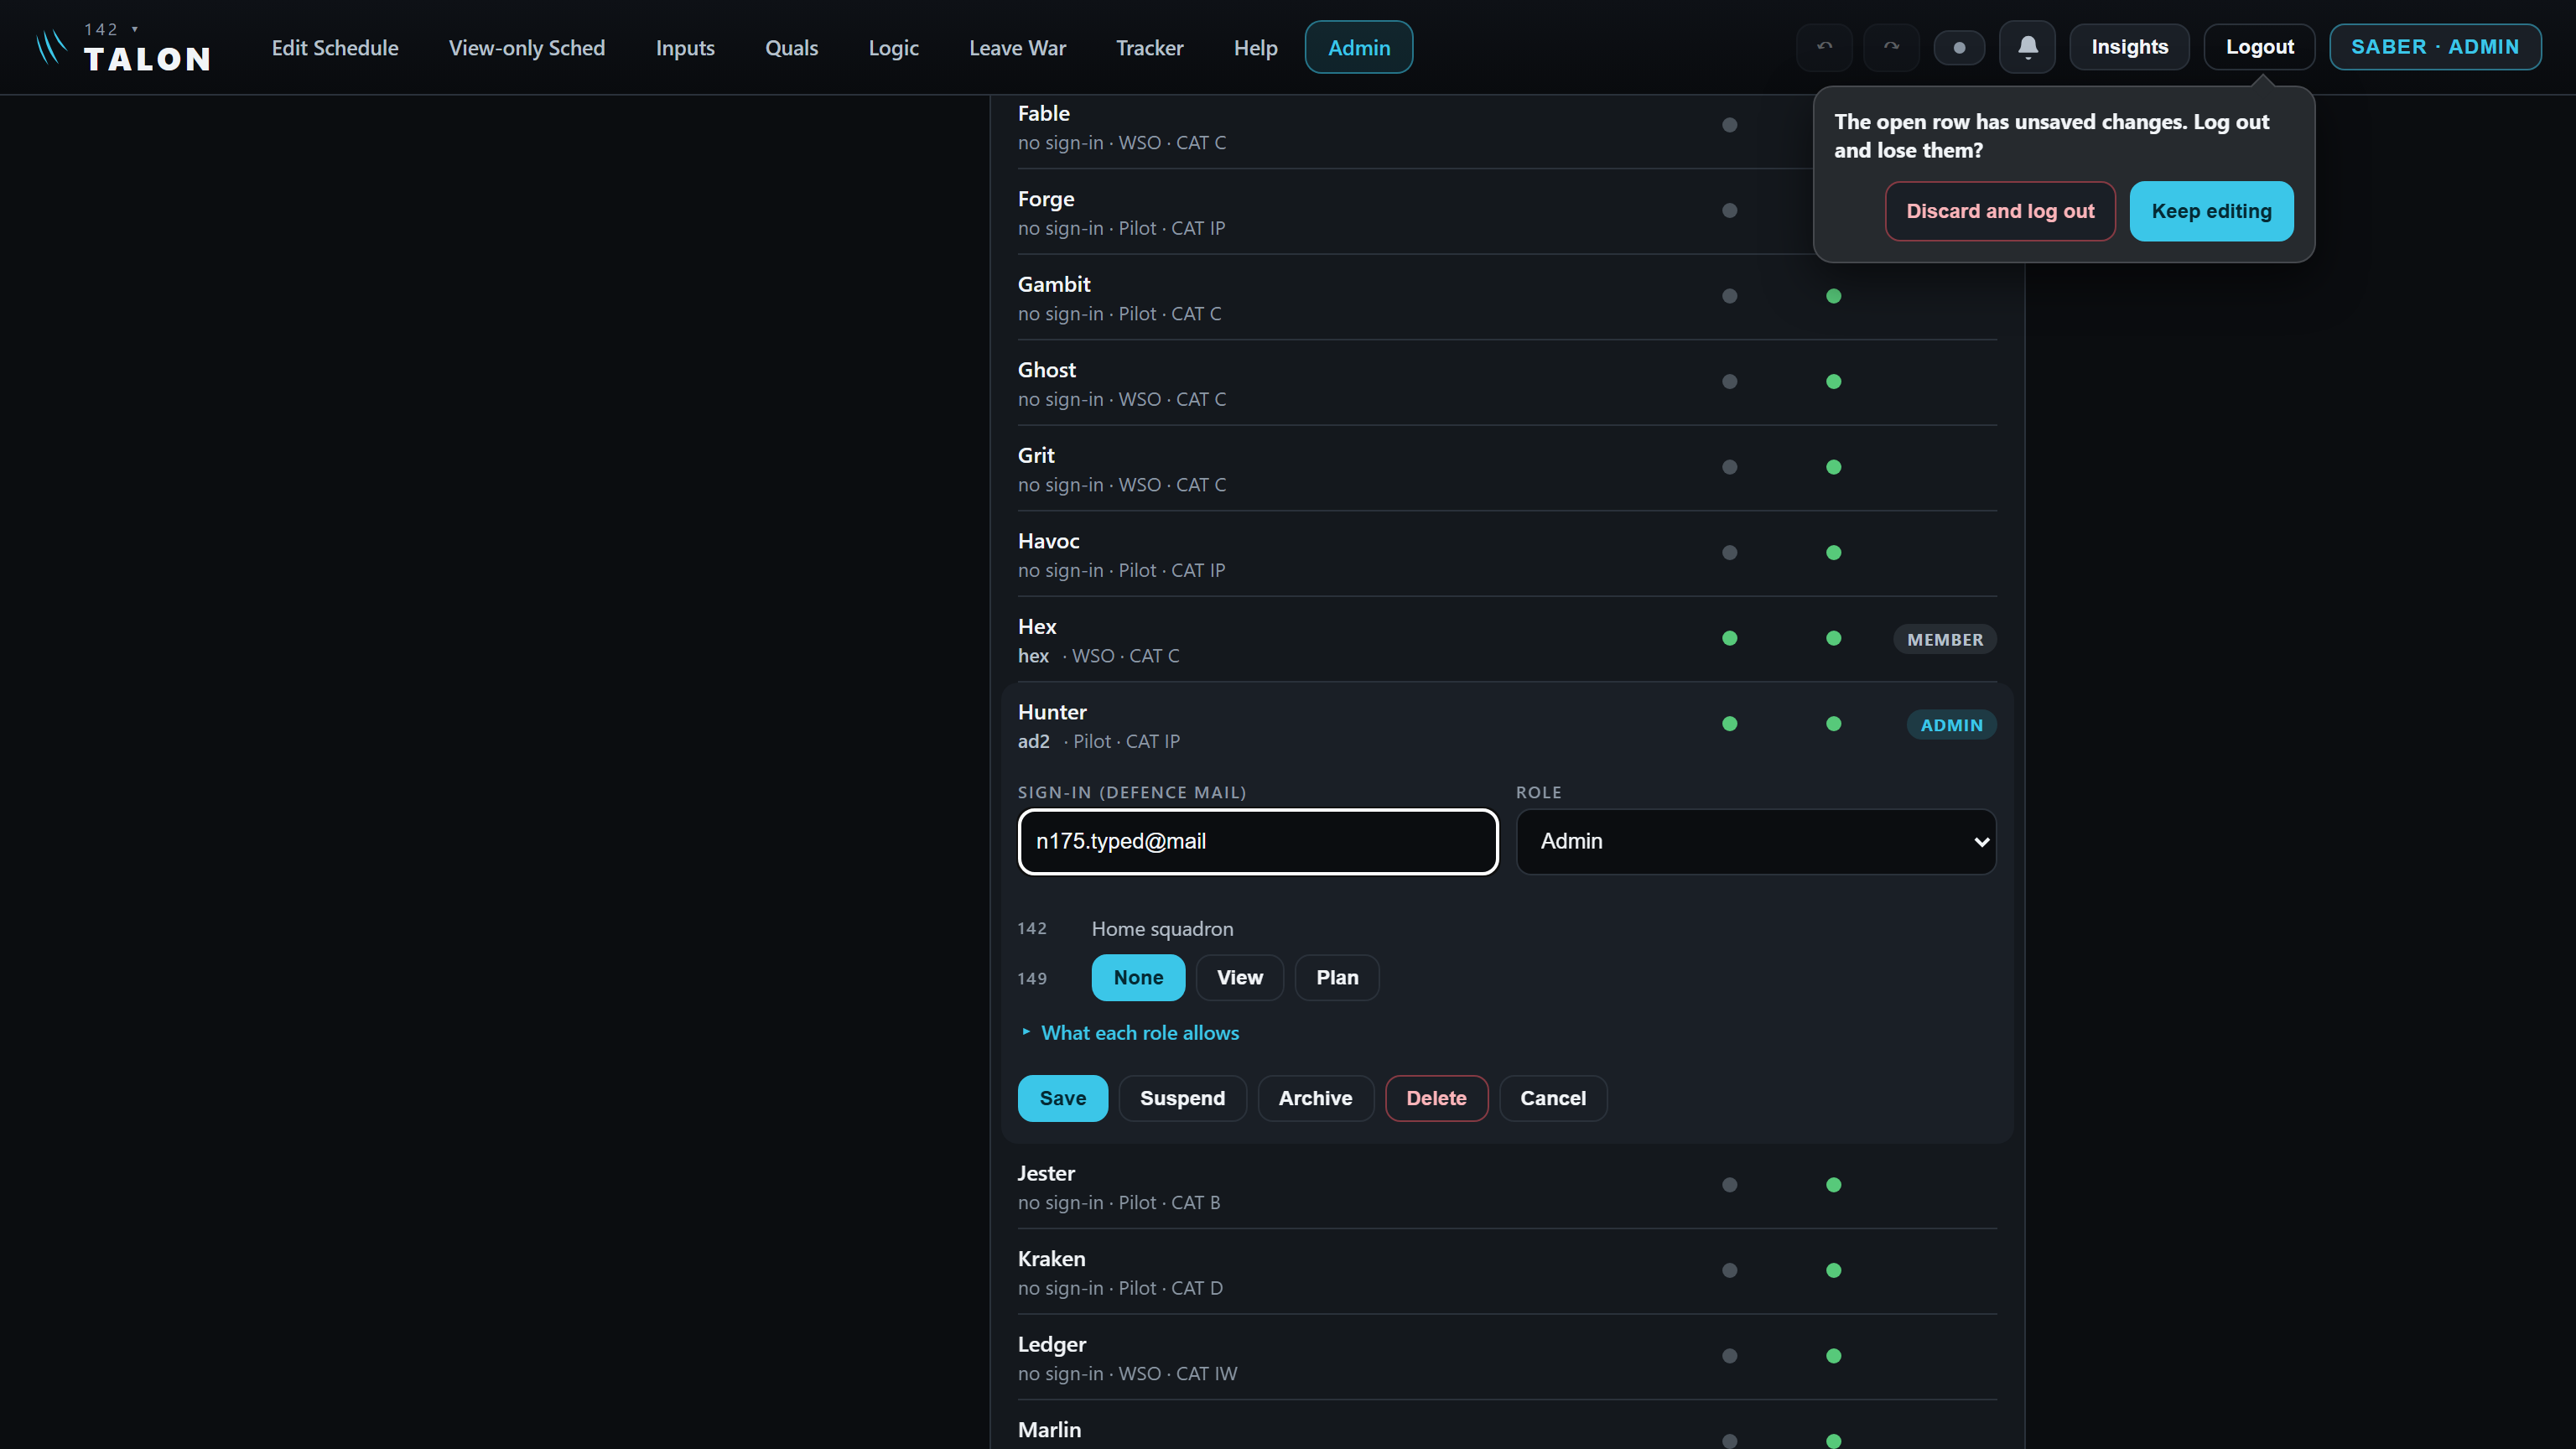 142 ▾
TALON
Edit Schedule
View-only Sched
Inputs
Quals
Logic
Leave War
Tracker
Help
Admin
Insights
Logout
SABER · ADMIN
The open row has unsaved changes. Log out
and lose them?
Discard and log out
Keep editing
Fable
no sign-in · WSO · CAT C
Forge
no sign-in · Pilot · CAT IP
Gambit
no sign-in · Pilot · CAT C
Ghost
no sign-in · WSO · CAT C
Grit
no sign-in · WSO · CAT C
Havoc
no sign-in · Pilot · CAT IP
Hex
hex · WSO · CAT C
MEMBER
Hunter
ad2 · Pilot · CAT IP
ADMIN
SIGN-IN (DEFENCE MAIL)
ROLE
n175.typed@mail
Admin
142
Home squadron
149
None
View
Plan
▸ What each role allows
Save
Suspend
Archive
Delete
Cancel
Jester
no sign-in · Pilot · CAT B
Kraken
no sign-in · Pilot · CAT D
Ledger
no sign-in · WSO · CAT IW
Marlin